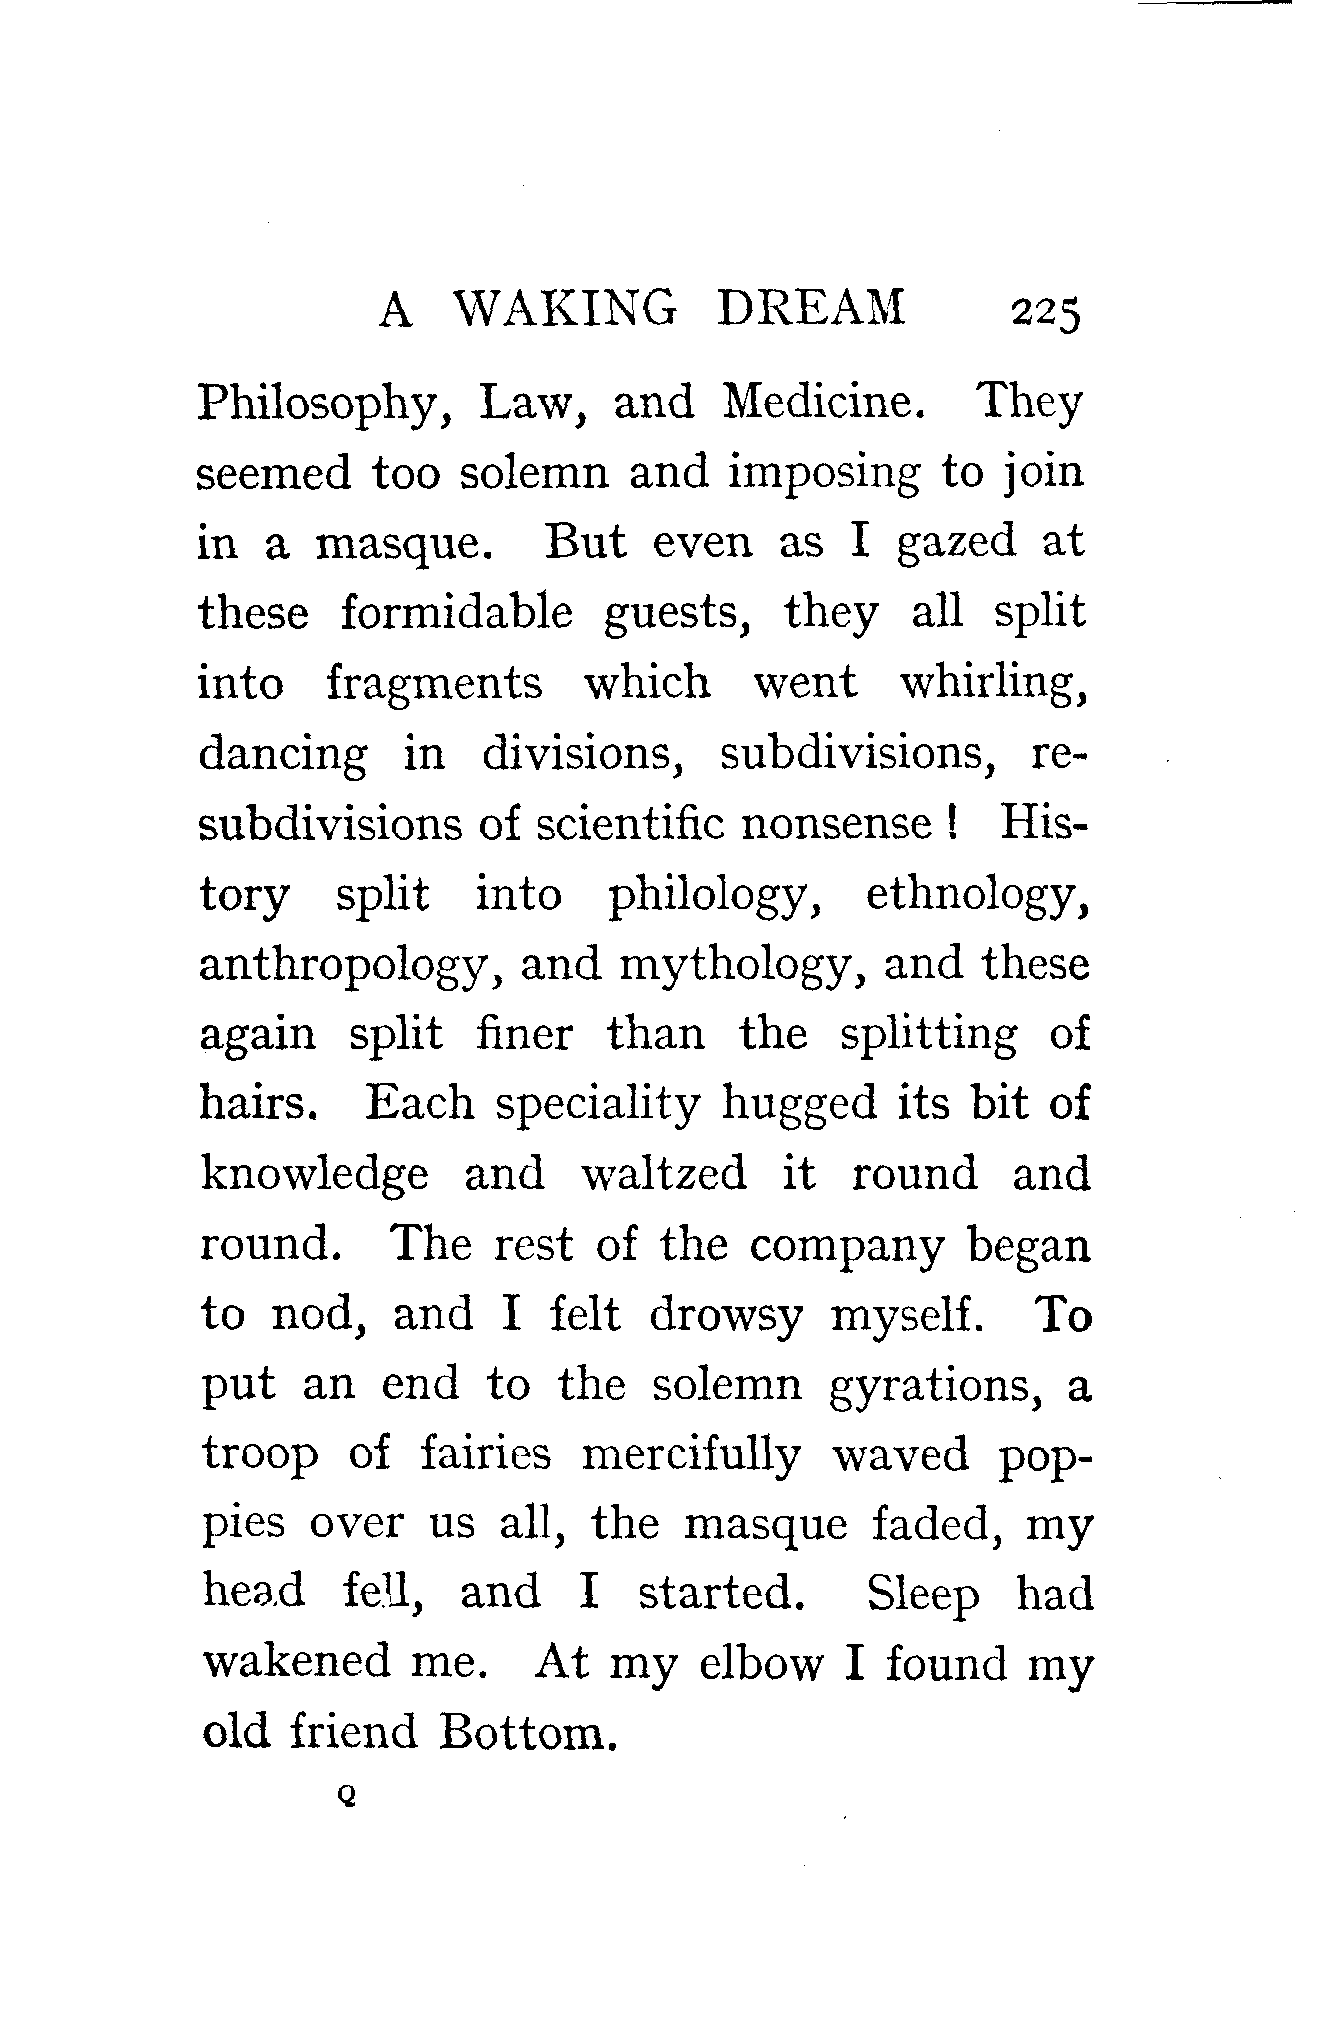 A WAKING DREAM 225
Philosophy, Law, and Medicine. They
seemed too solemn and imposing to join
in a masque. But even as I gazed at
these formidable guests, they all split
into fragments which went whirling,
dancing in divisions, subdivisions, re-
subdivisions of scientific nonsense ! His-
tory split into philology, ethnology,
anthropology, and mythology, and these
again split finer than the splitting of
hairs. Each speciality hugged its bit of
knowledge and waltzed it round and
round. The rest of the company began
to nod, and I felt drowsy myself. To
put an end to the solemn gyrations, a
troop of fairies mercifully waved pop-
pies over us all, the masque faded, my
head fell, and I started. Sleep had
wakened me. At my elbow I found my
old friend Bottom.
Q